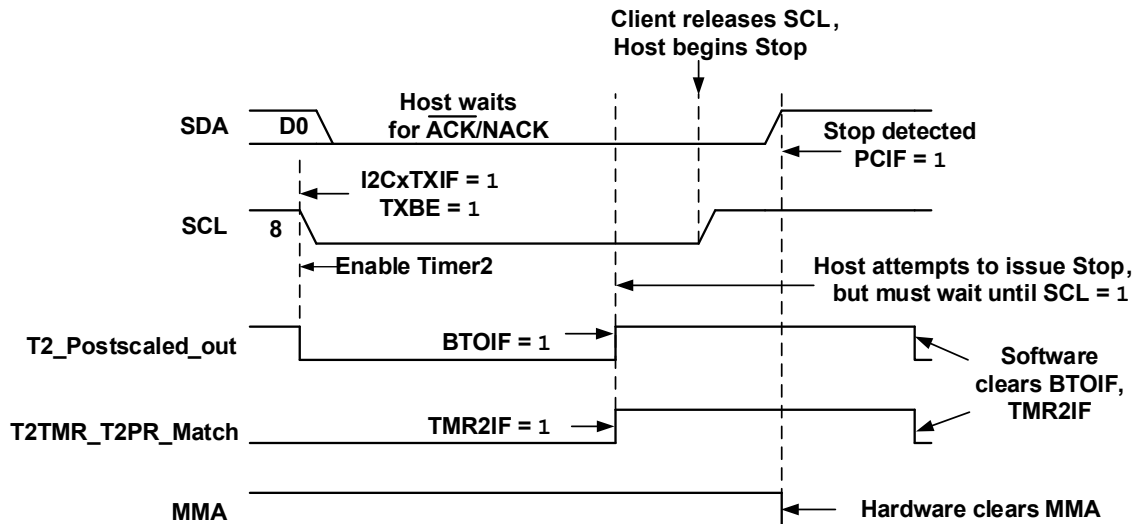 Client releases SCL,
Host begins Stop
SDA
D0
Host waits
for ACK/NACK
Stop detected
PCIF = 1
I2CxTXIF = 1
TXBE = 1
SCL
8
Enable Timer2
Host attempts to issue Stop,
but must wait until SCL = 1
T2_Postscaled_out
BTOIF = 1
Software
clears BTOIF,
TMR2IF
T2TMR_T2PR_Match
TMR2IF = 1
MMA
Hardware clears MMA